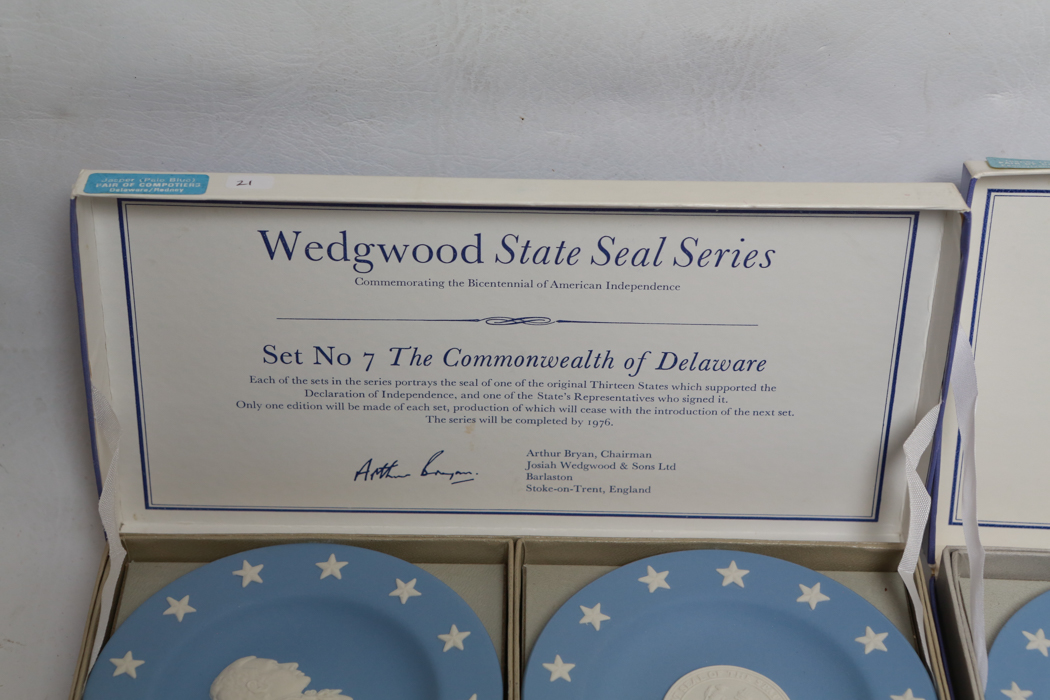 Jasper (Pale Blue)
PAIR OF COMPOTIERS
Delaware/Rodney
21
Wedgwood State Seal Series
Commemorating the Bicentennial of American Independence
Set No 7 The Commonwealth of Delaware
Each of the sets in the series portrays the seal of one of the original Thirteen States which supported the
Declaration of Independence, and one of the State's Representatives who signed it.
Only one edition will be made of each set, production of which will cease with the introduction of the next set.
The series will be completed by 1976.
Arthur Bryan.
Arthur Bryan, Chairman
Josiah Wedgwood & Sons Ltd
Barlaston
Stoke-on-Trent, England